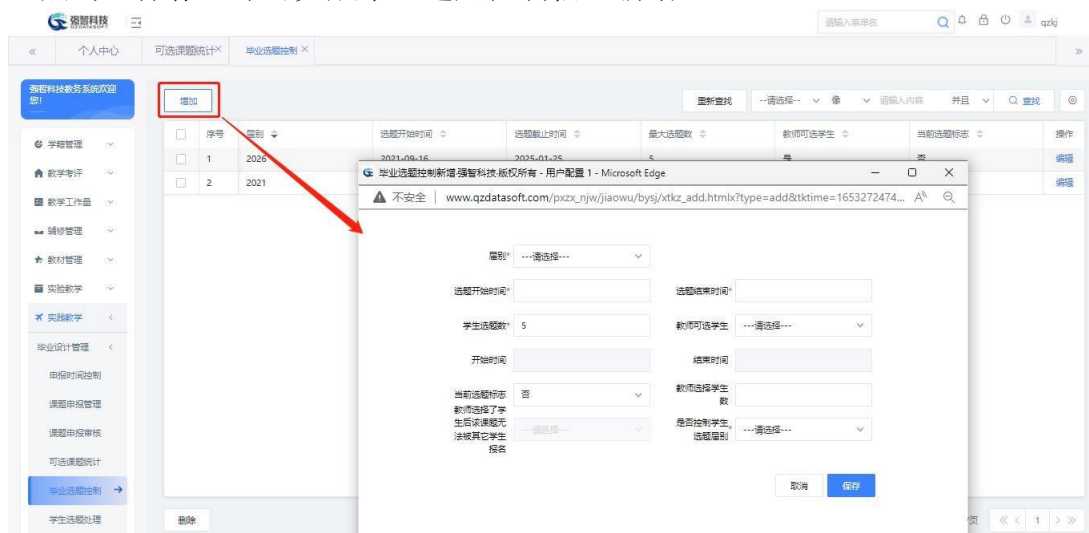 强智科技
QZDATASOFT
请输入菜单名
qzkj
个人中心
可选课题统计×
毕业选题控制×
强智科技教务系统欢迎
您!
增加
重新查找
--请选择--
像
请输入内容
并且
查找
序号
届别
选题开始时间
选题截止时间
最大选题数
教师可选学生
当前选题标志
操作
1
2026
2021-09-16
2025-01-25
5
是
否
编辑
2
2021
编辑
学籍管理
教学考评
教学工作量
辅修管理
教材管理
实验教学
实践教学
毕业设计管理
申报时间控制
课题申报管理
课题申报审核
可选课题统计
毕业选题控制
学生选题处理
毕业选题控制新增-强智科技-版权所有 - 用户配置 1 - Microsoft Edge
不安全 | www.qzdatasoft.com/pxzx_njw/jiaowu/bysj/xtkz_add.htmlx?type=add&tktime=1653272474...
届别* ---请选择---
选题开始时间*
选题结束时间*
学生选题数* 5
教师可选学生 ---请选择---
开始时间
结束时间
当前选题标志 否
教师选择学生
数
教师选择了学
生后该课题无
法被其它学生
报名
---请选择---
是否控制学生*
选题届别
---请选择---
取消
保存
删除
页
1